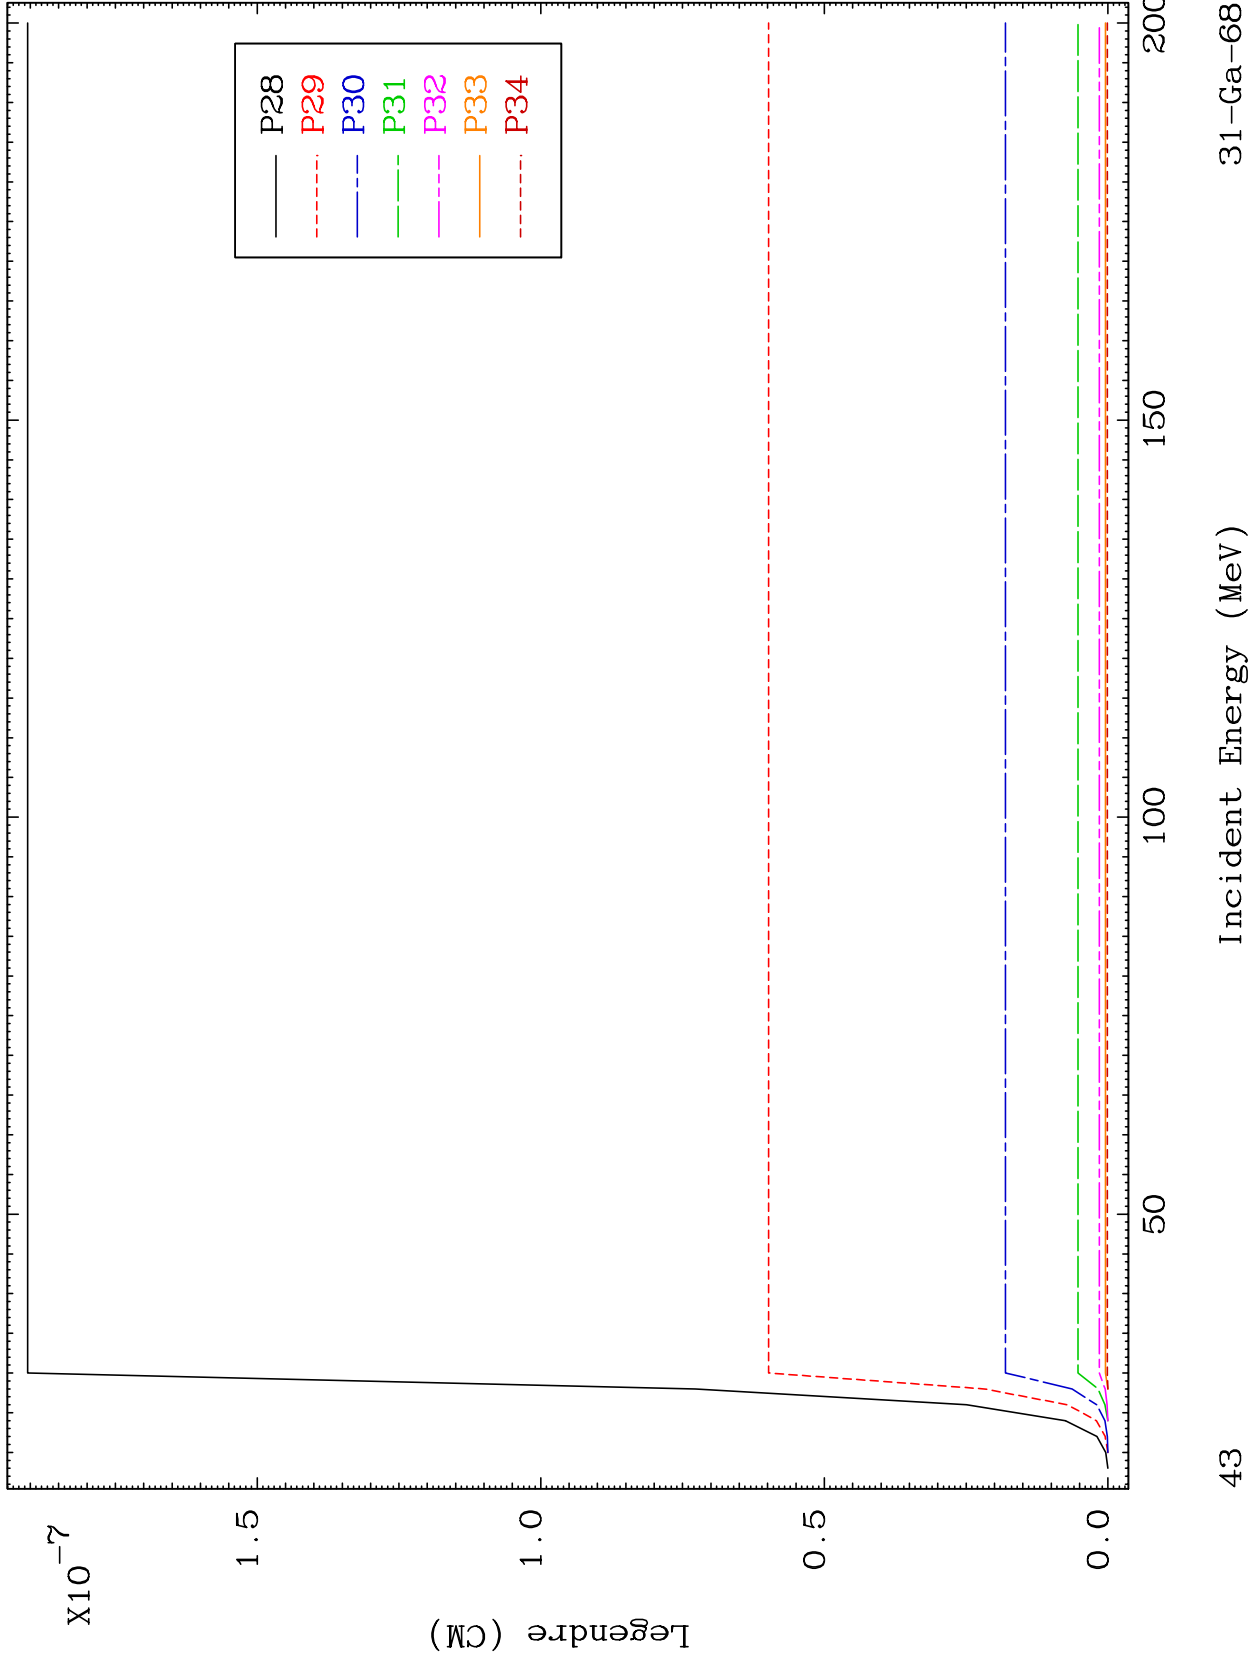 X10-7
1.5
1.0
0.5
0.0
Legendre (CM)
P28
P29
P30
P31
P32
P33
P34
50
100
150
200
Incident Energy (MeV)
43
31-Ga-68